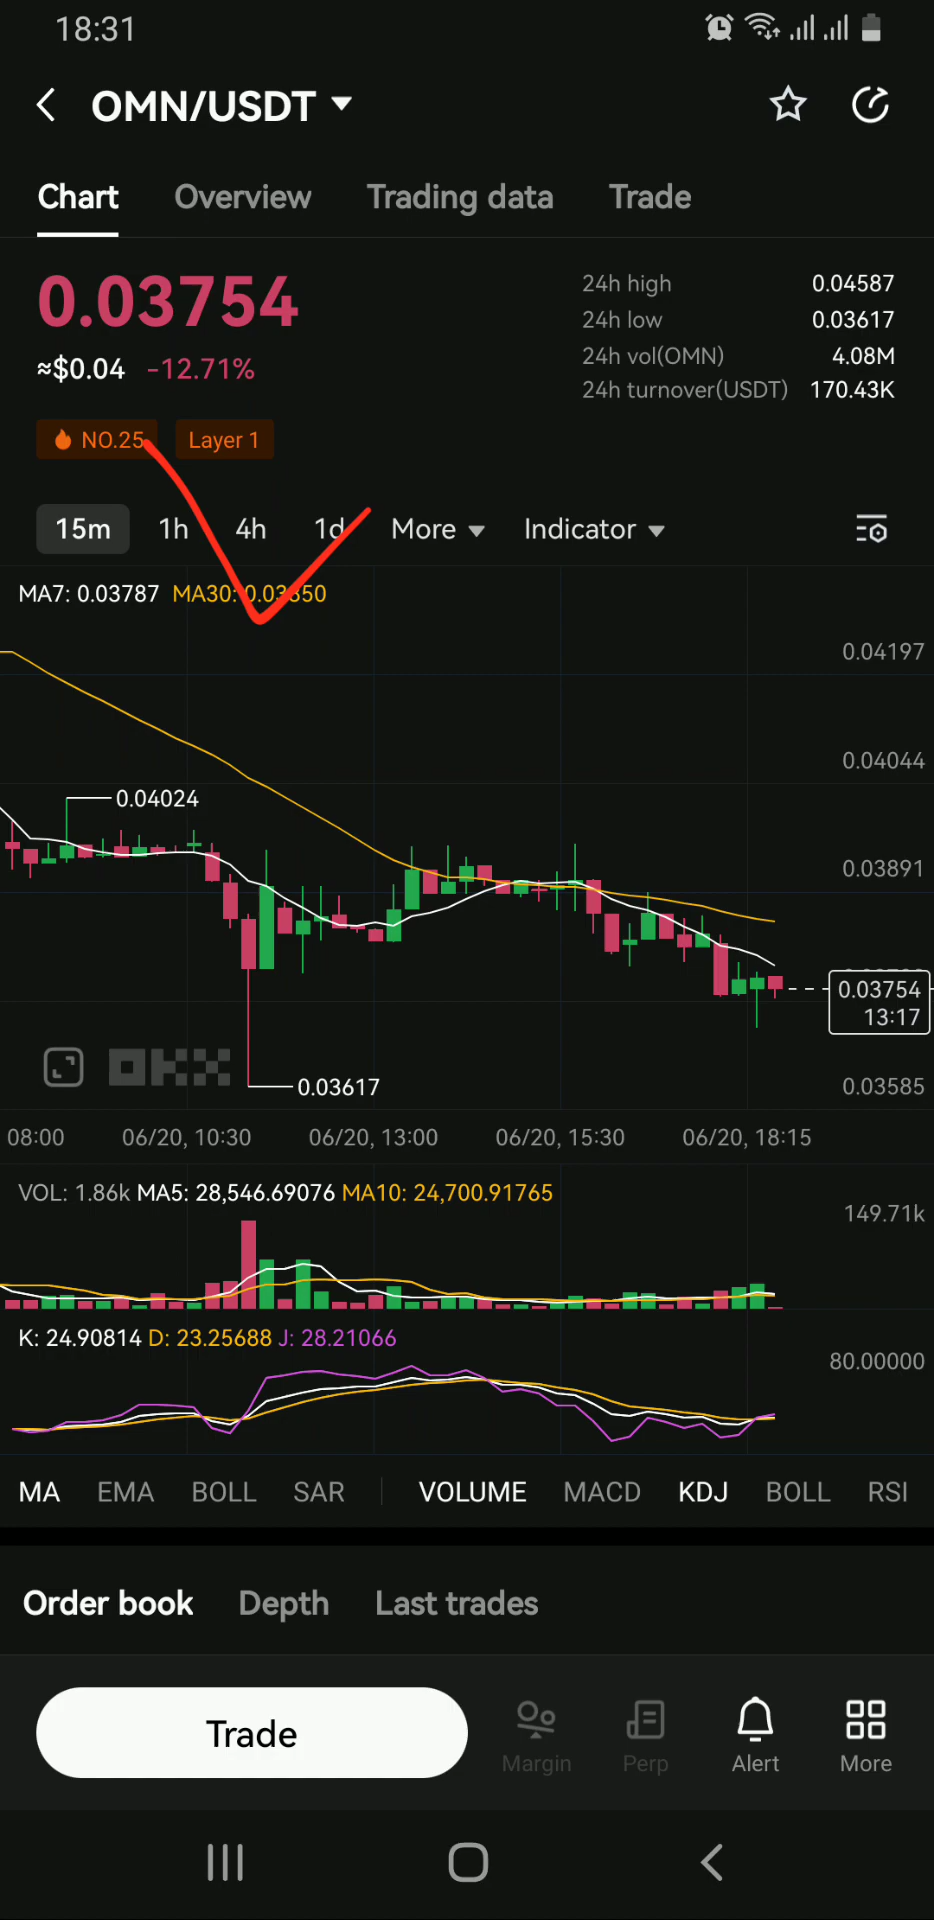 18:31
OMN/USDT
Chart Overview Trading data Trade
0.03754
≈$0.04 -12.71%
24h high 0.04587
24h low 0.03617
24h vol(OMN) 4.08M
24h turnover(USDT) 170.43K
NO.25 Layer 1
15m 1h 4h 1d More Indicator
MA7: 0.03787 MA30: 0.03850
0.04197
0.04044
0.04024
0.03891
0.03754
13:17
OKX
0.03617
0.03585
08:00 06/20, 10:30 06/20, 13:00 06/20, 15:30 06/20, 18:15
VOL: 1.86k MA5: 28,546.69076 MA10: 24,700.91765
149.71k
K: 24.90814 D: 23.25688 J: 28.21066
80.00000
MA EMA BOLL SAR VOLUME MACD KDJ BOLL RSI
Order book Depth Last trades
Trade
Margin Perp Alert More